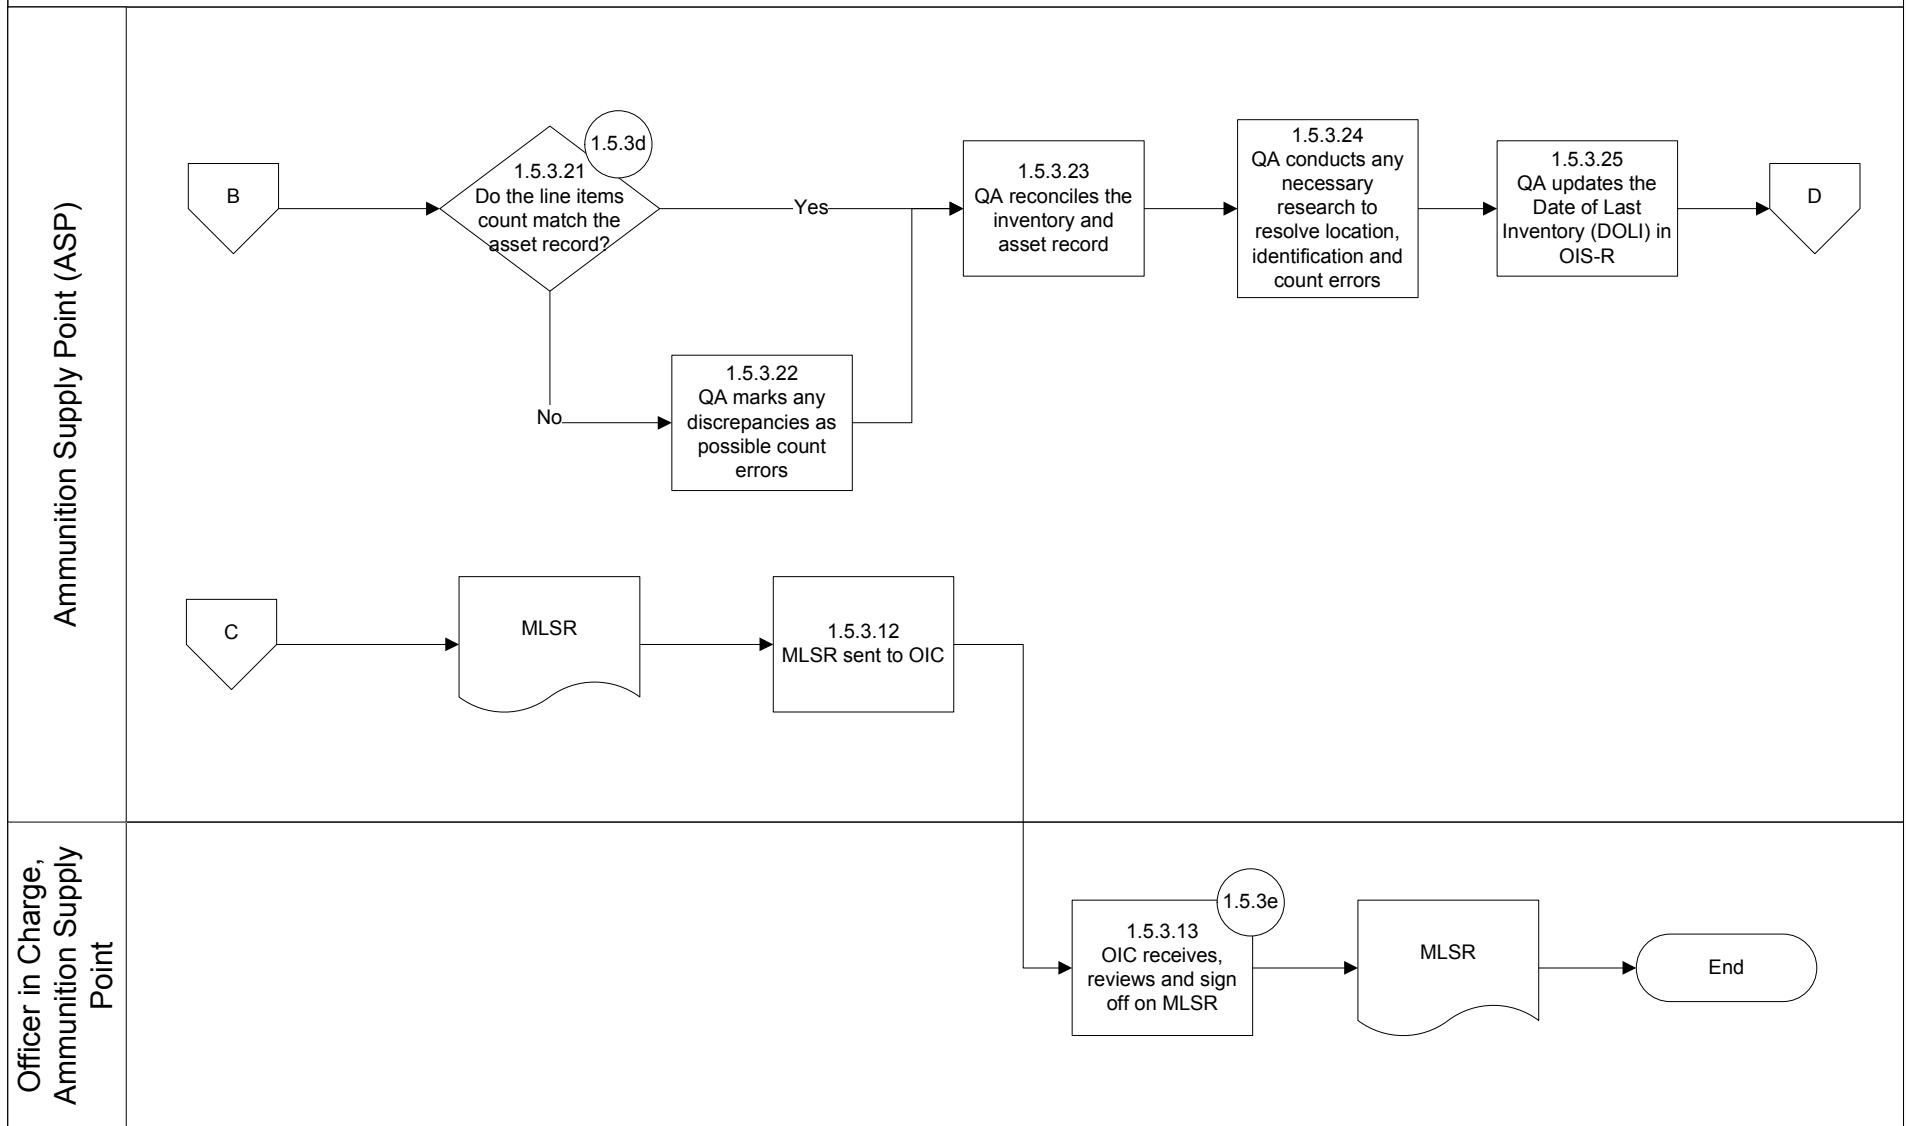 Ammunition Supply Point (ASP)
B
1.5.3d
1.5.3.21
Do the line items
count match the
asset record?
Yes
No
1.5.3.22
QA marks any
discrepancies as
possible count
errors
1.5.3.23
QA reconciles the
inventory and
asset record
1.5.3.24
QA conducts any
necessary
research to
resolve location,
identification and
count errors
1.5.3.25
QA updates the
Date of Last
Inventory (DOLI) in
OIS-R
D
C
MLSR
1.5.3.12
MLSR sent to OIC
Officer in Charge,
Ammunition Supply
Point
1.5.3e
1.5.3.13
OIC receives,
reviews and sign
off on MLSR
MLSR
End